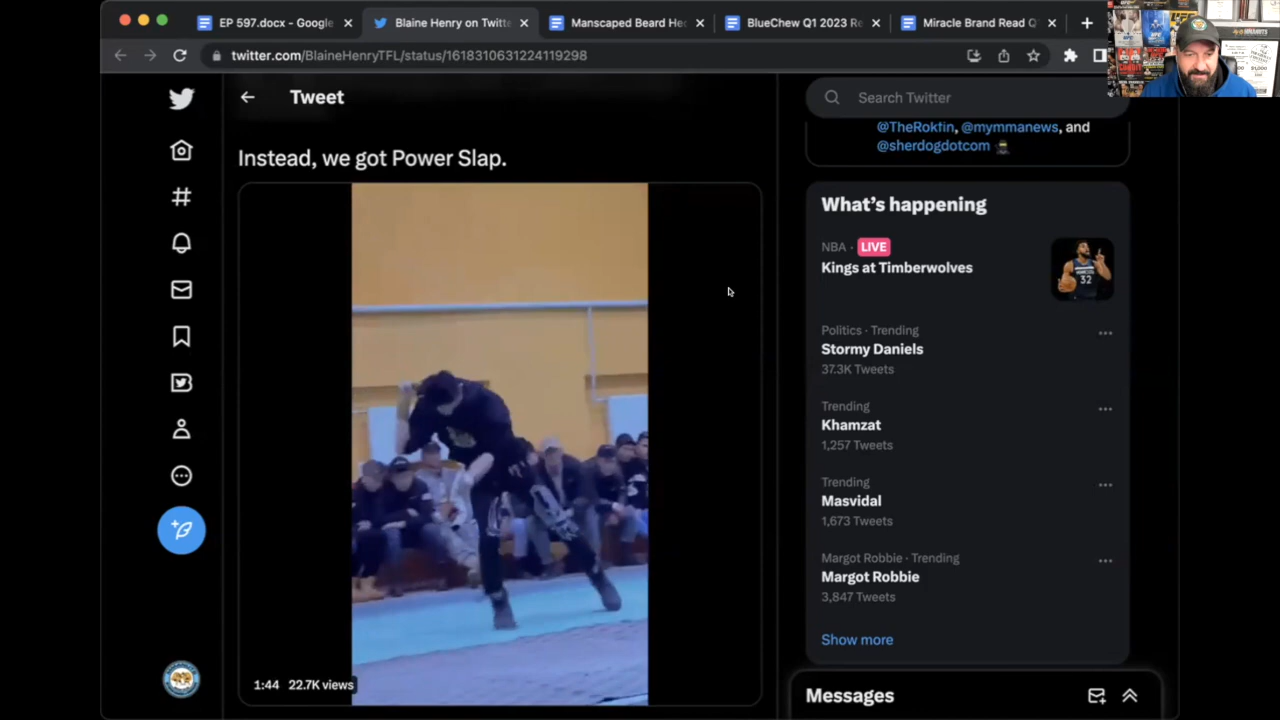 EP 597.docx - Google
Blaine Henry on Twitte
Manscaped Beard He
BlueChew Q1 2023 R
Miracle Brand Read Q
twitter.com/BlaineHenryTFL/status/1618310631224119298
Tweet
Search Twitter
@TheRokfin, @mymmanews, and
@sherdogdotcom
Instead, we got Power Slap.
What's happening
NBA · LIVE
Kings at Timberwolves
Politics · Trending
Stormy Daniels
37.3K Tweets
Trending
Khamzat
1,257 Tweets
Trending
Masvidal
1,673 Tweets
Margot Robbie · Trending
Margot Robbie
3,847 Tweets
Show more
1:44 22.7K views
Messages